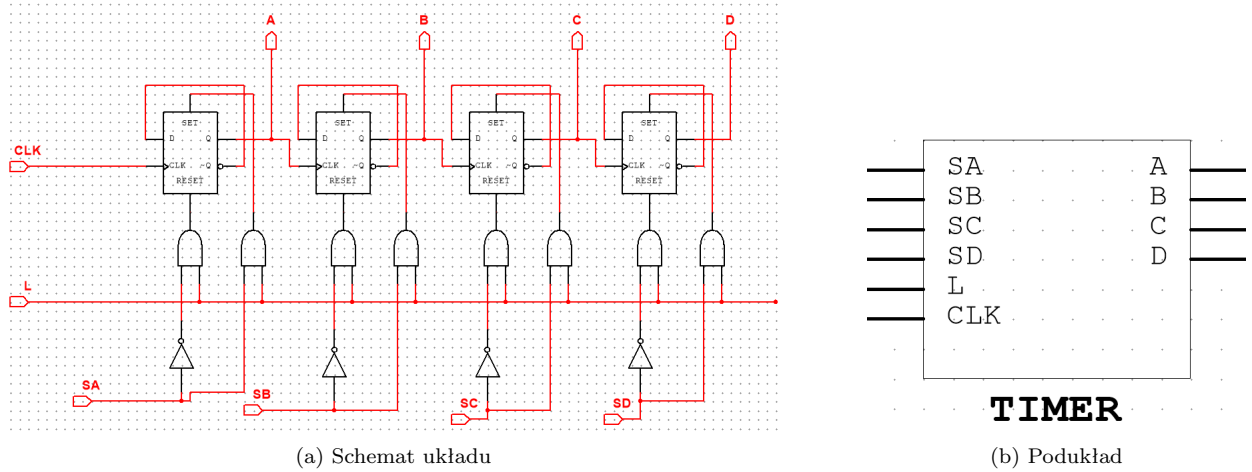 A B C D
SET SET SET SET
D Q D Q D Q D Q
CLK
CLK ~Q CLK ~Q CLK ~Q CLK ~Q
RESET RESET RESET RESET
L
SA
SB
SC
SD
(a) Schemat układu
SA A
SB B
SC C
SD D
L
CLK
TIMER
(b) Podukład